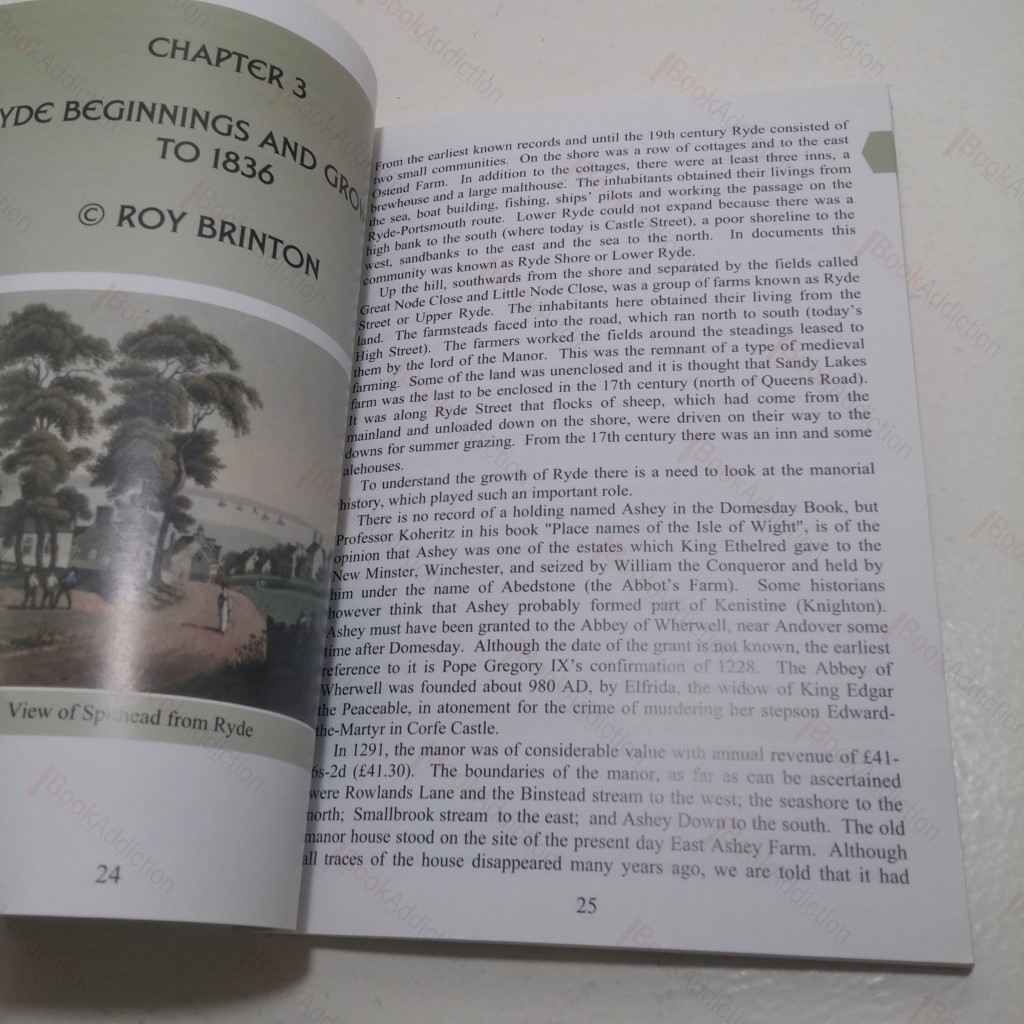 CHAPTER 3
YDE BEGINNINGS AND GROW
TO 1836
© ROY BRINTON
View of Spithead from Ryde
24
From the earliest known records and until the 19th century Ryde consisted of
two small communities. On the shore was a row of cottages and to the east
Ostend Farm. In addition to the cottages, there were at least three inns, a
brewhouse and a large malthouse. The inhabitants obtained their livings from
the sea, boat building, fishing, ships' pilots and working the passage on the
Ryde-Portsmouth route. Lower Ryde could not expand because there was a
high bank to the south (where today is Castle Street), a poor shoreline to the
west, sandbanks to the east and the sea to the north. In documents this
community was known as Ryde Shore or Lower Ryde.
Up the hill, southwards from the shore and separated by the fields called
Great Node Close and Little Node Close, was a group of farms known as Ryde
Street or Upper Ryde. The inhabitants here obtained their living from the
land. The farmsteads faced into the road, which ran north to south (today's
High Street). The farmers worked the fields around the steadings leased to
them by the lord of the Manor. This was the remnant of a type of medieval
farming. Some of the land was unenclosed and it is thought that Sandy Lakes
farm was the last to be enclosed in the 17th century (north of Queens Road).
It was along Ryde Street that flocks of sheep, which had come from the
mainland and unloaded down on the shore, were driven on their way to the
downs for summer grazing. From the 17th century there was an inn and some
alehouses.
To understand the growth of Ryde there is a need to look at the manorial
history, which played such an important role.
There is no record of a holding named Ashey in the Domesday Book, but
Professor Koheritz in his book "Place names of the Isle of Wight", is of the
opinion that Ashey was one of the estates which King Ethelred gave to the
New Minster, Winchester, and seized by William the Conqueror and held by
him under the name of Abedstone (the Abbot's Farm). Some historians
however think that Ashey probably formed part of Kenistine (Knighton).
Ashey must have been granted to the Abbey of Wherwell, near Andover some
time after Domesday. Although the date of the grant is not known, the earliest
reference to it is Pope Gregory IX's confirmation of 1228. The Abbey of
Wherwell was founded about 980 AD, by Elfrida, the widow of King Edgar
the Peaceable, in atonement for the crime of murdering her stepson Edward-
the-Martyr in Corfe Castle.
In 1291, the manor was of considerable value with annual revenue of £41-
6s-2d (£41.30). The boundaries of the manor, as far as can be ascertained
were Rowlands Lane and the Binstead stream to the west; the seashore to the
north; Smallbrook stream to the east; and Ashey Down to the south. The old
manor house stood on the site of the present day East Ashey Farm. Although
all traces of the house disappeared many years ago, we are told that it had
25
BookAddiction